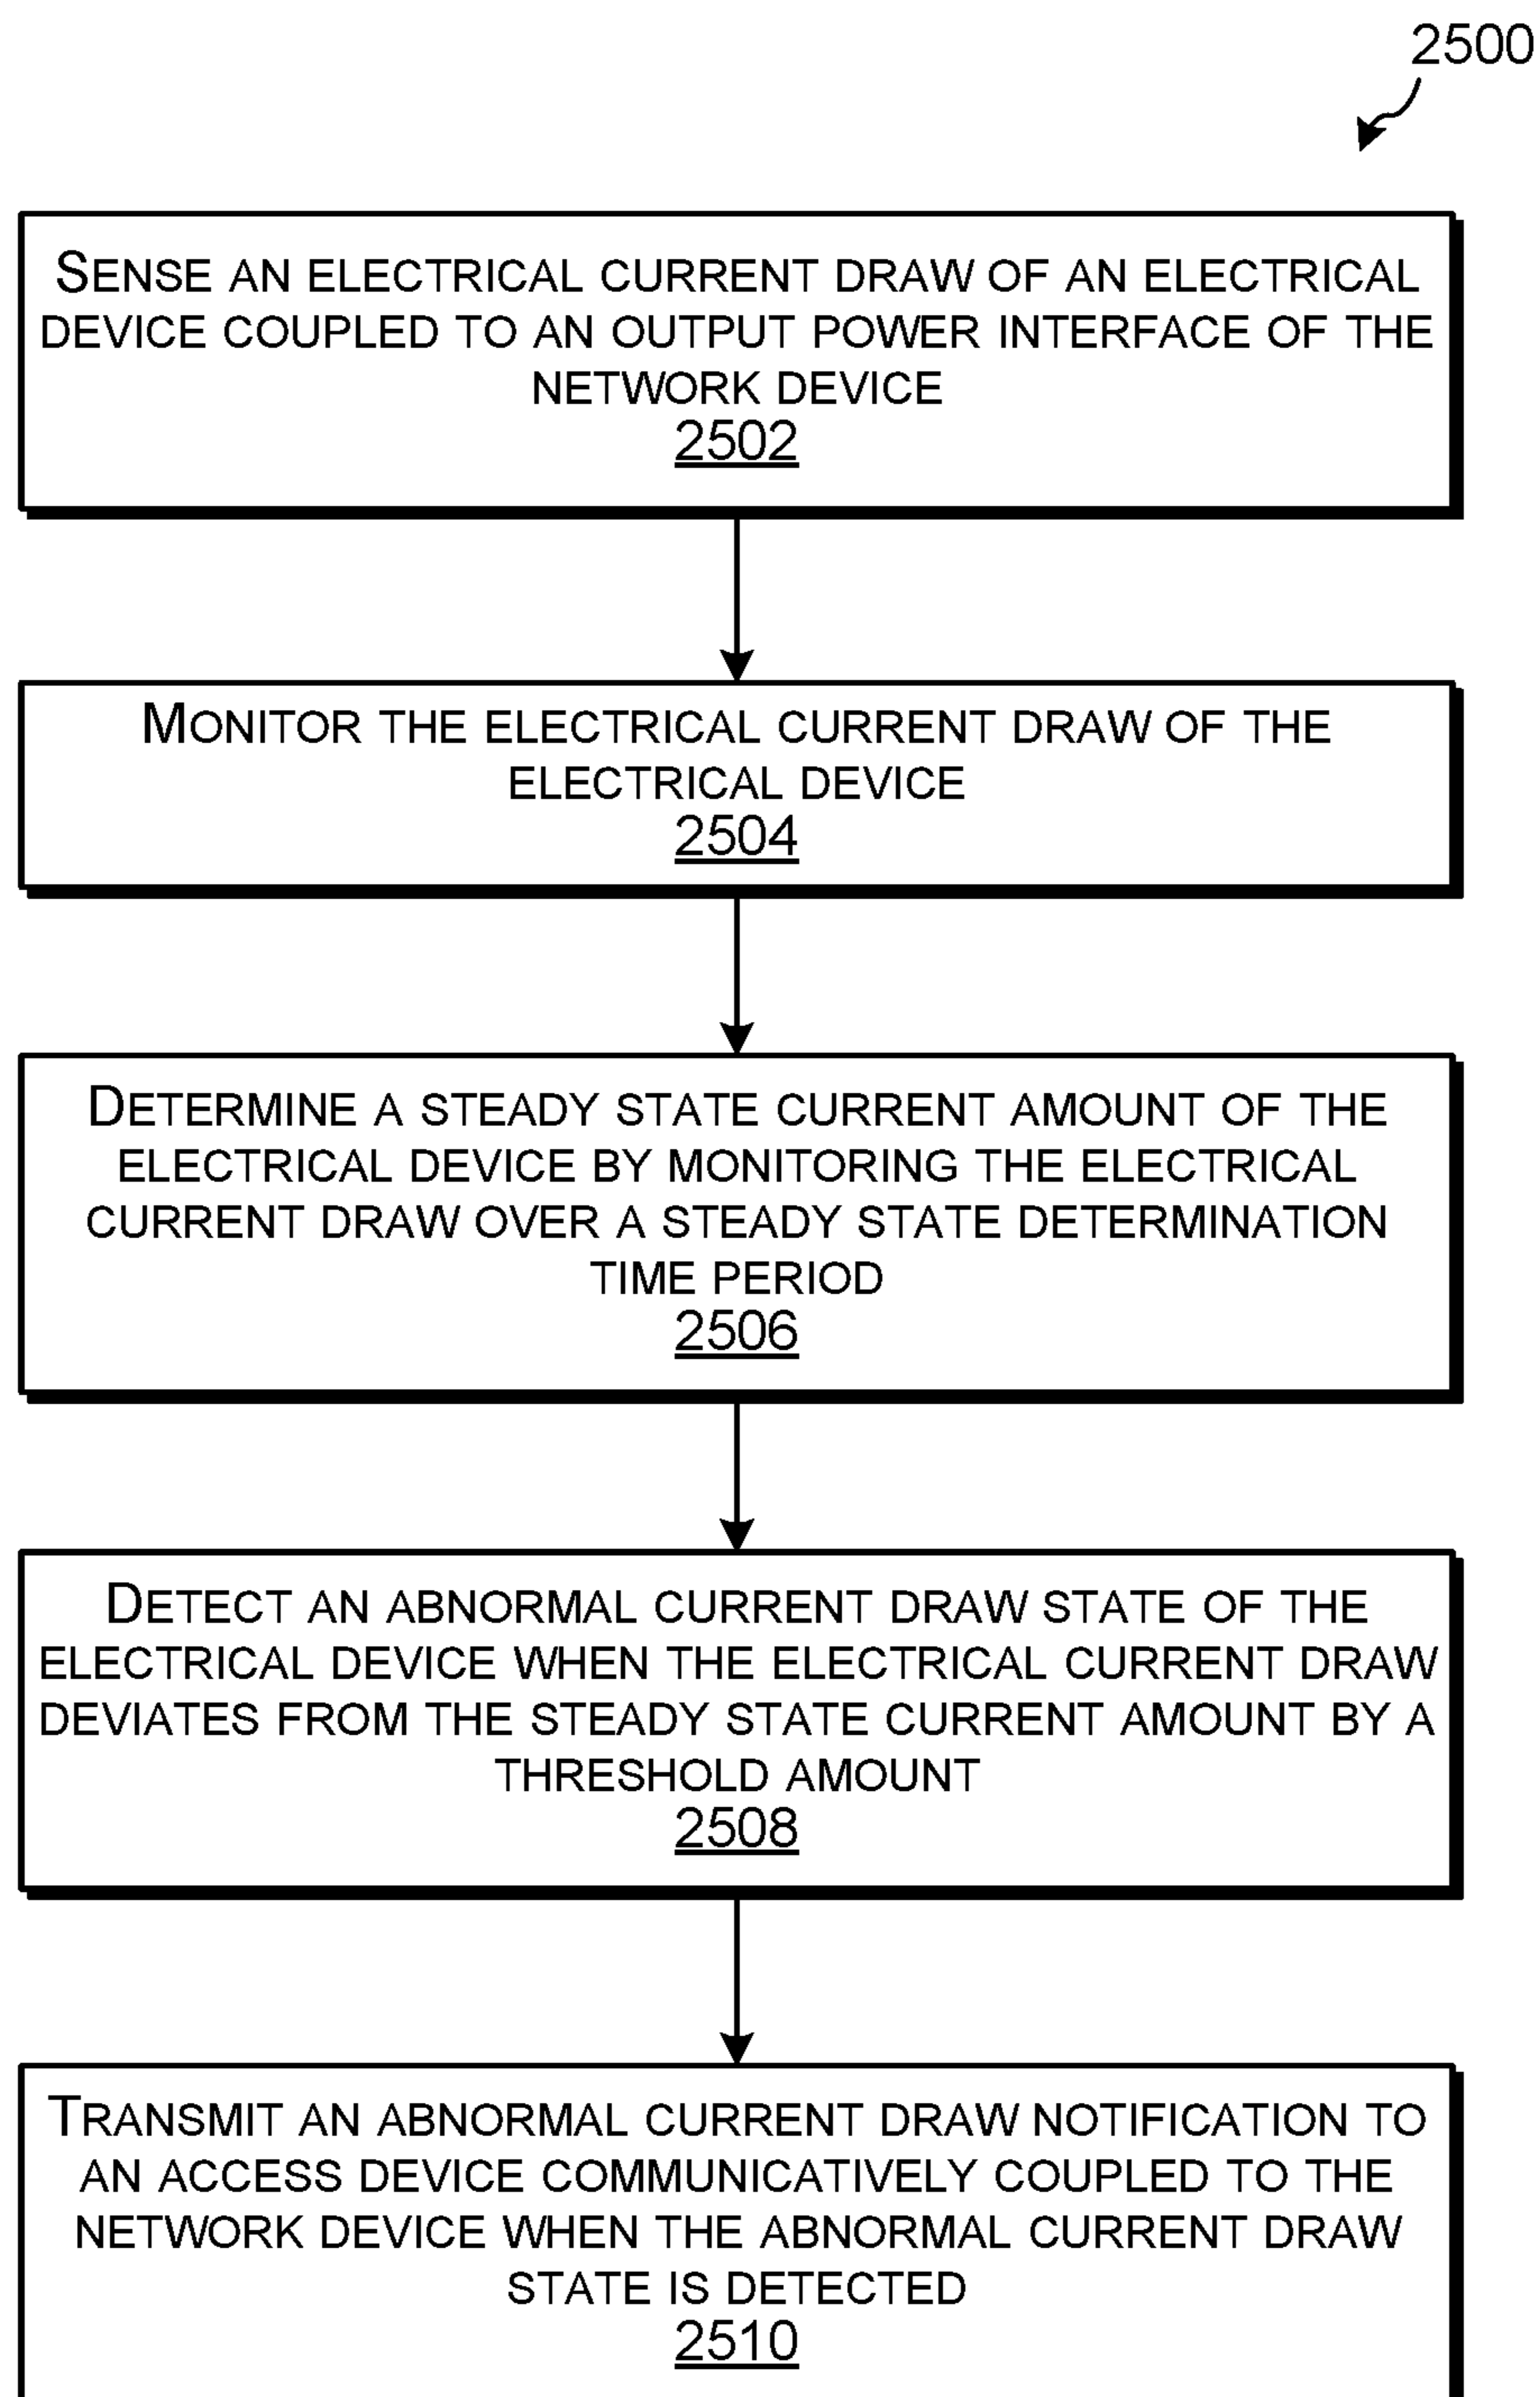 2500
SENSE AN ELECTRICAL CURRENT DRAW OF AN ELECTRICAL
DEVICE COUPLED TO AN OUTPUT POWER INTERFACE OF THE
NETWORK DEVICE
2502
MONITOR THE ELECTRICAL CURRENT DRAW OF THE
ELECTRICAL DEVICE
2504
DETERMINE A STEADY STATE CURRENT AMOUNT OF THE
ELECTRICAL DEVICE BY MONITORING THE ELECTRICAL
CURRENT DRAW OVER A STEADY STATE DETERMINATION
TIME PERIOD
2506
DETECT AN ABNORMAL CURRENT DRAW STATE OF THE
ELECTRICAL DEVICE WHEN THE ELECTRICAL CURRENT DRAW
DEVIATES FROM THE STEADY STATE CURRENT AMOUNT BY A
THRESHOLD AMOUNT
2508
TRANSMIT AN ABNORMAL CURRENT DRAW NOTIFICATION TO
AN ACCESS DEVICE COMMUNICATIVELY COUPLED TO THE
NETWORK DEVICE WHEN THE ABNORMAL CURRENT DRAW
STATE IS DETECTED
2510